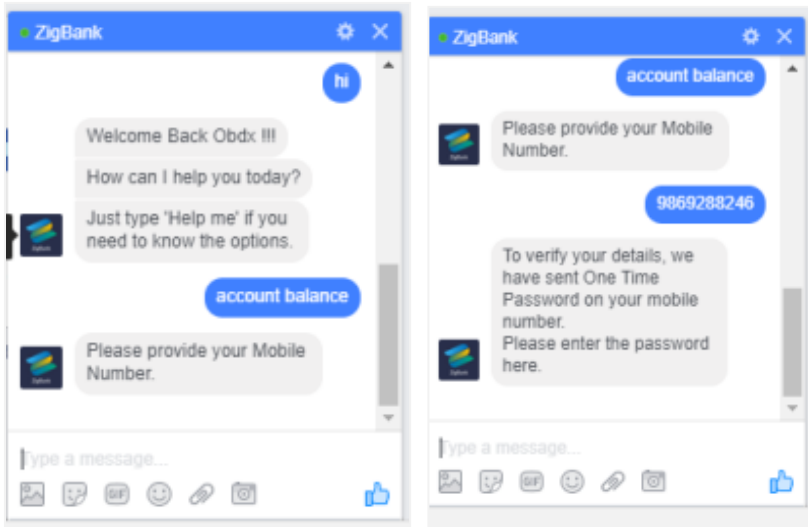 ZigBank
hi
Welcome Back Obdx !!!
How can I help you today?
Just type 'Help me' if you
need to know the options.
account balance
Please provide your Mobile
Number.
Type a message...
GIF
ZigBank
account balance
Please provide your Mobile
Number.
9869288246
To verify your details, we
have sent One Time
Password on your mobile
number.
Please enter the password
here.
Type a message...
GIF